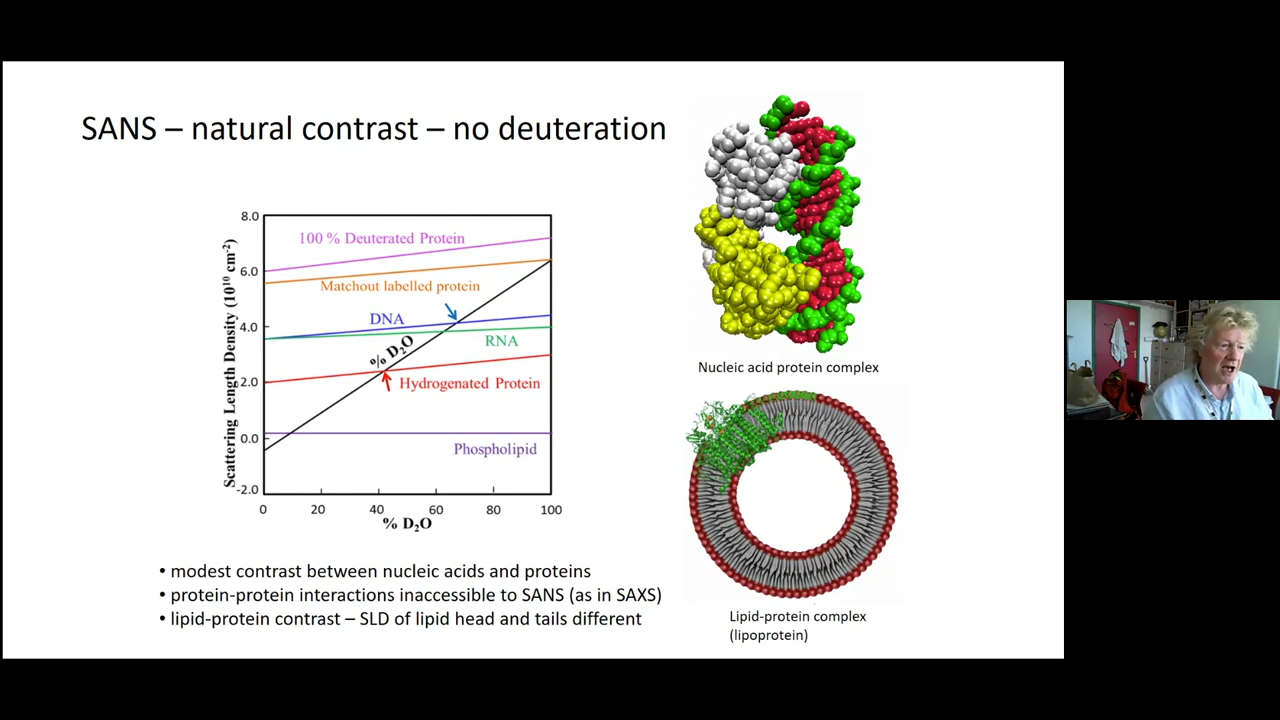 SANS – natural contrast – no deuteration
8.0
6.0
4.0
2.0
0.0
-2.0
Scattering Length Density (10¹⁰ cm⁻²)
100 % Deuterated Protein
Matchout labelled protein
DNA
% D₂O
RNA
Hydrogenated Protein
Phospholipid
0 20 40 60 80 100
% D₂O
• modest contrast between nucleic acids and proteins
• protein-protein interactions inaccessible to SANS (as in SAXS)
• lipid-protein contrast – SLD of lipid head and tails different
Nucleic acid protein complex
Lipid-protein complex
(lipoprotein)